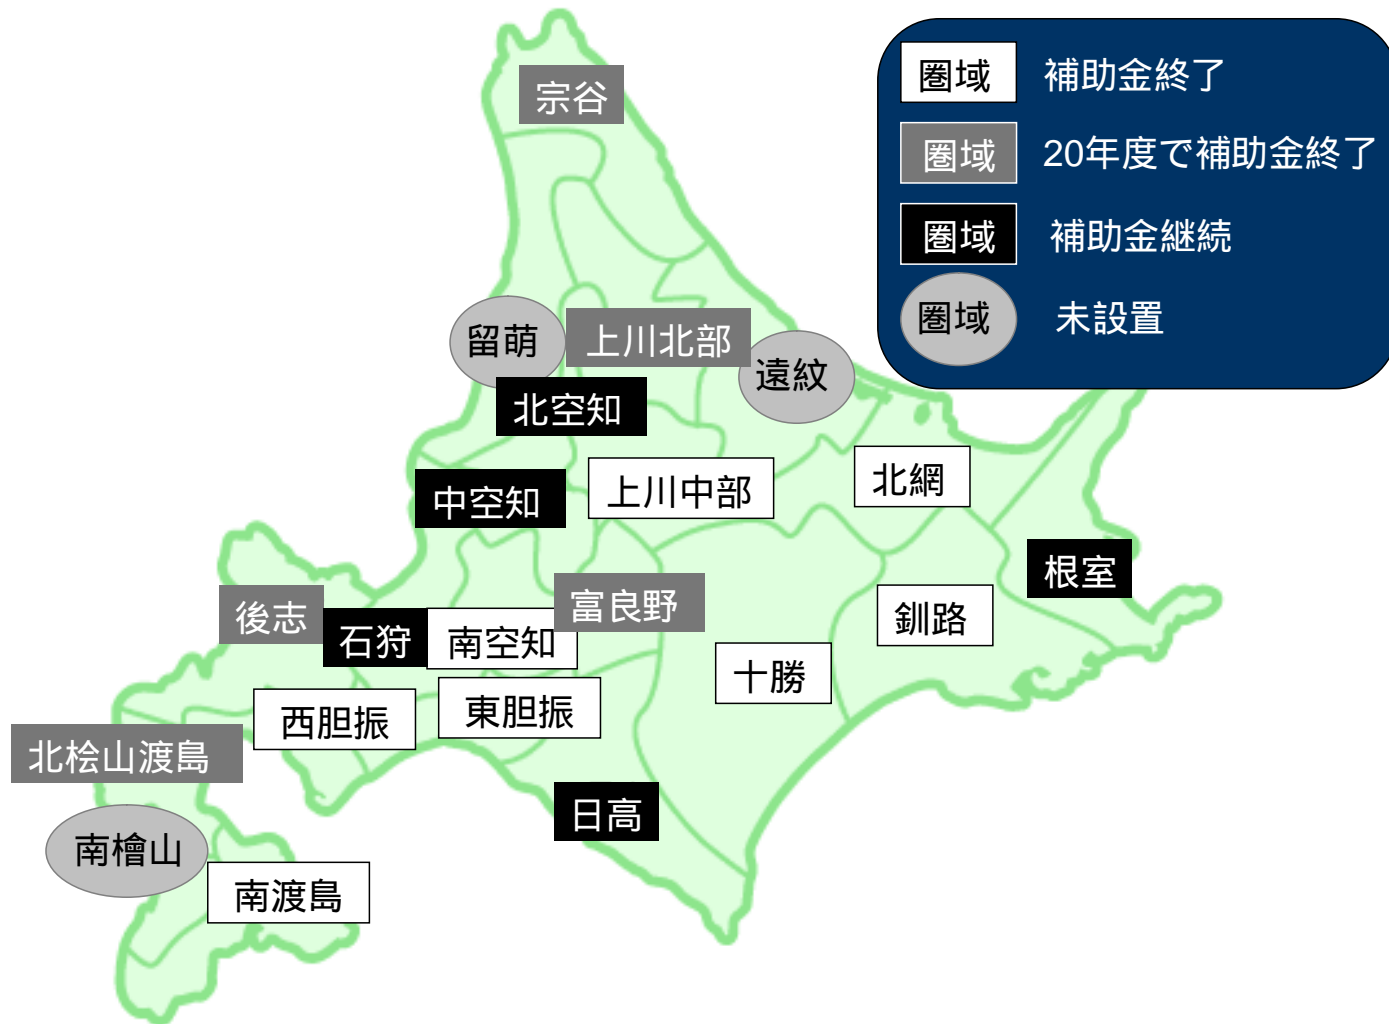 圏域 補助金終了
圏域 20年度で補助金終了
圏域 補助金継続
圏域 未設置
宗谷
留萌
上川北部
遠紋
北空知
中空知
上川中部
北網
根室
後志
石狩
南空知
富良野
釧路
十勝
西胆振
東胆振
北桧山渡島
日高
南檜山
南渡島